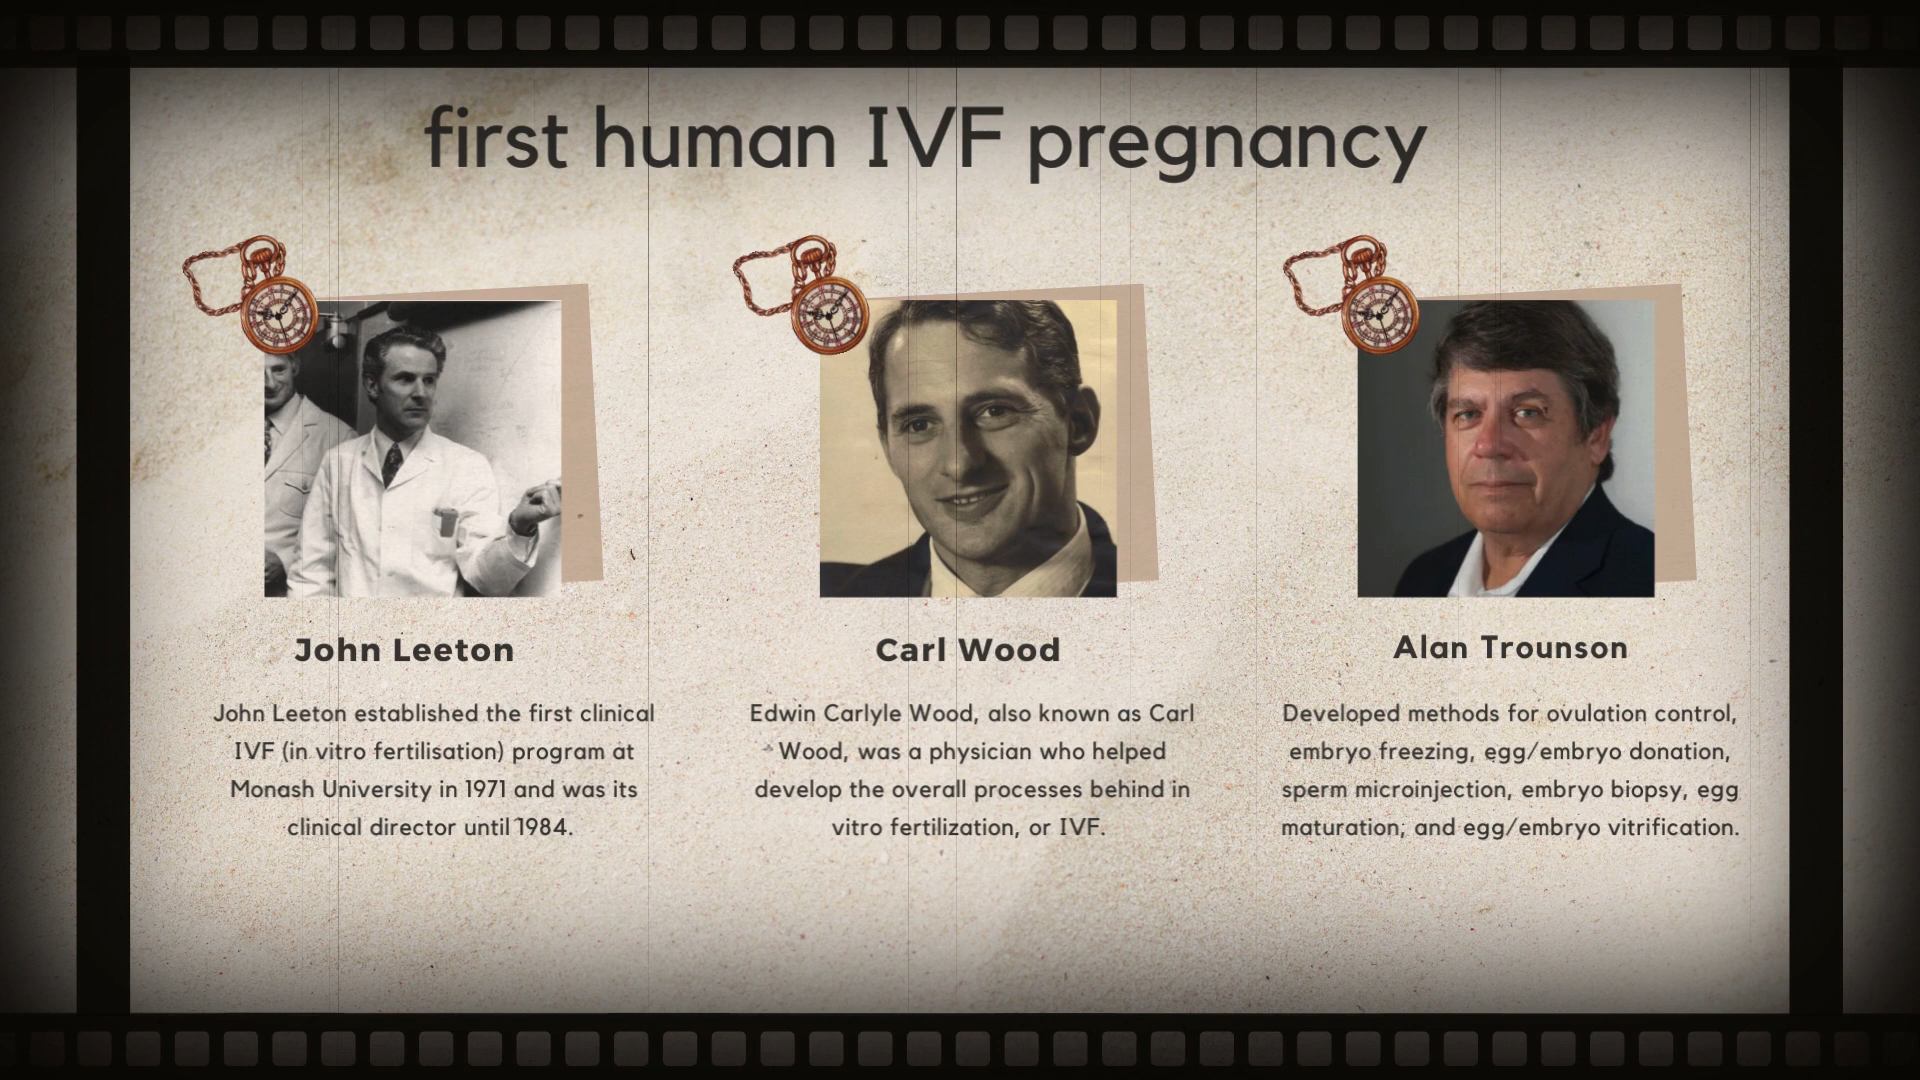 first human IVF pregnancy
John Leeton
John Leeton established the first clinical
IVF (in vitro fertilisation) program at
Monash University in 1971 and was its
clinical director until 1984.
Carl Wood
Edwin Carlyle Wood, also known as Carl
Wood, was a physician who helped
develop the overall processes behind in
vitro fertilization, or IVF.
Alan Trounson
Developed methods for ovulation control,
embryo freezing, egg/embryo donation,
sperm microinjection, embryo biopsy, egg
maturation, and egg/embryo vitrification.